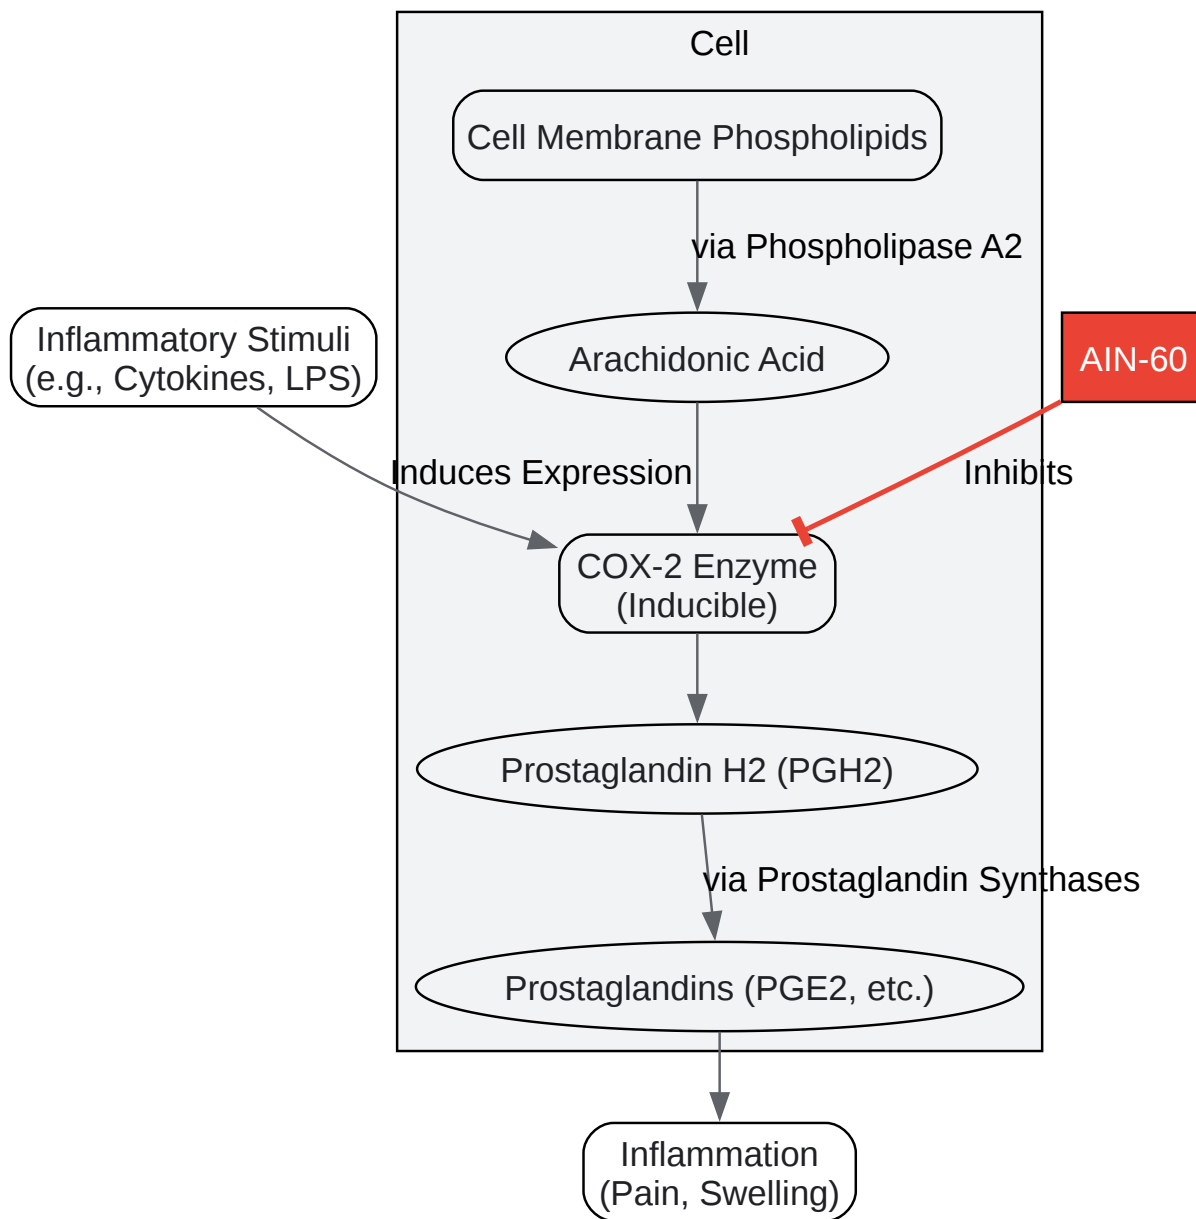 Cell
Cell Membrane Phospholipids
via Phospholipase A2
Inflammatory Stimuli
(e.g., Cytokines, LPS)
Arachidonic Acid
AIN-60
Induces Expression
Inhibits
COX-2 Enzyme
(Inducible)
Prostaglandin H2 (PGH2)
via Prostaglandin Synthases
Prostaglandins (PGE2, etc.)
Inflammation
(Pain, Swelling)